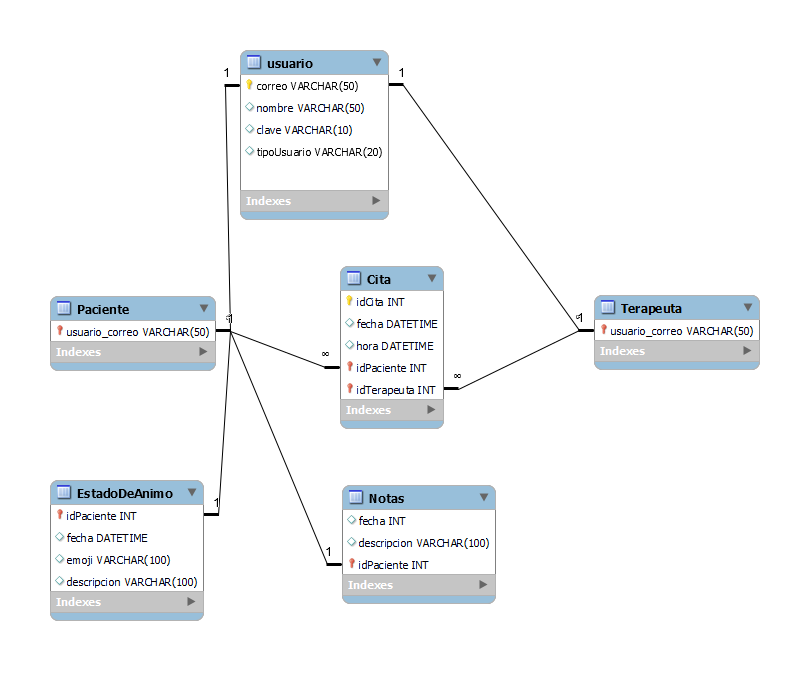 usuario
correo VARCHAR(50)
nombre VARCHAR(50)
clave VARCHAR(10)
tipoUsuario VARCHAR(20)
Indexes
1
1
Paciente
usuario_correo VARCHAR(50)
Indexes
1
Cita
idCita INT
fecha DATETIME
hora DATETIME
idPaciente INT
idTerapeuta INT
Indexes
∞
∞
Terapeuta
usuario_correo VARCHAR(50)
Indexes
1
EstadoDeAnimo
idPaciente INT
fecha DATETIME
emoji VARCHAR(100)
descripcion VARCHAR(100)
Indexes
1
Notas
fecha INT
descripcion VARCHAR(100)
idPaciente INT
Indexes
1